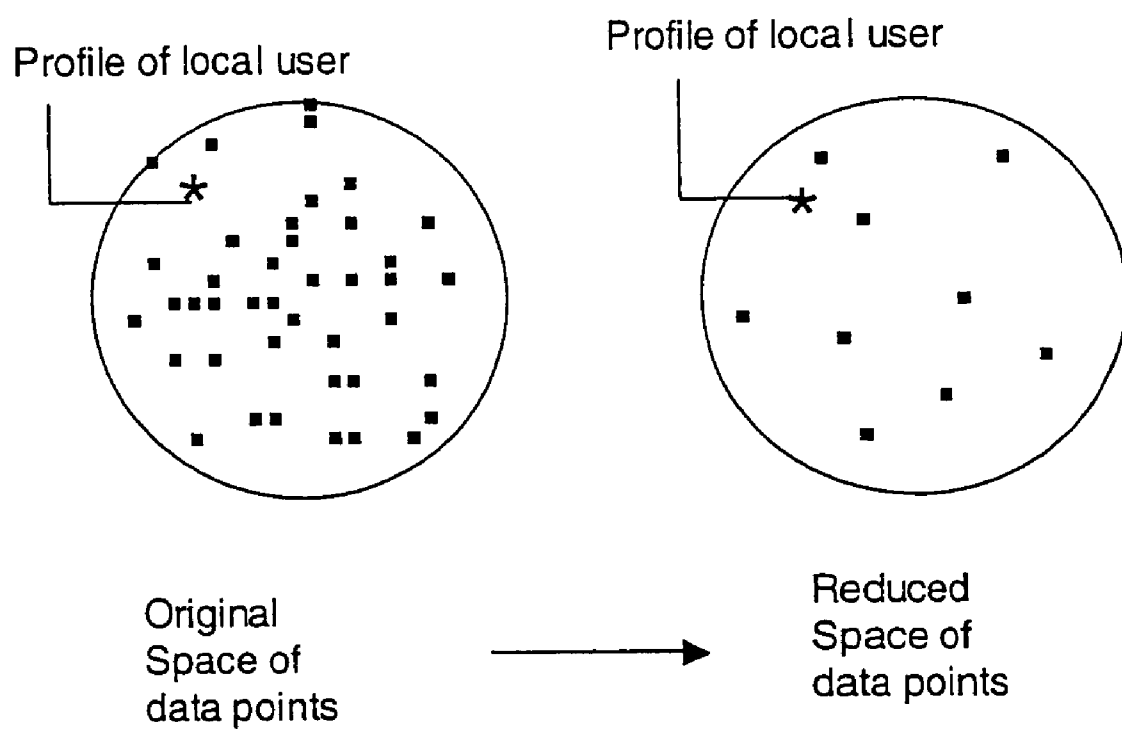 Profile of local user
Profile of local user
Original
Space of
data points
Reduced
Space of
data points